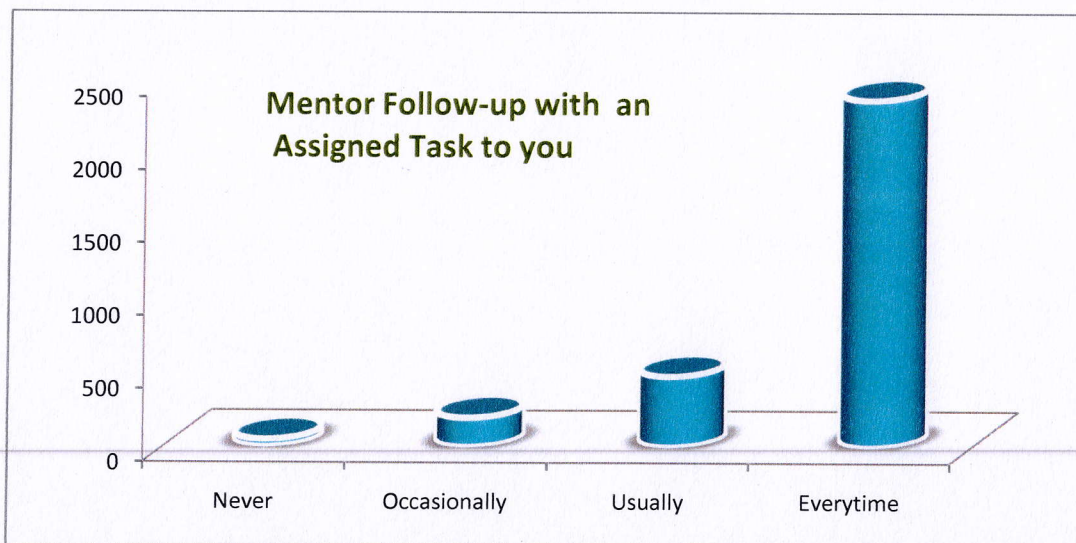 Mentor Follow-up with an
Assigned Task to you
2500
2000
1500
1000
500
0
Never Occasionally Usually Everytime